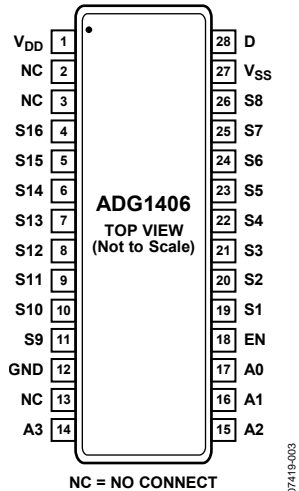 VDD 1 28 D
NC 2 27 VSS
NC 3 26 S8
S16 4 25 S7
S15 5 24 S6
S14 6 23 S5
S13 7 22 S4
S12 8 21 S3
S11 9 20 S2
S10 10 19 S1
S9 11 18 EN
GND 12 17 A0
NC 13 16 A1
A3 14 15 A2
ADG1406
TOP VIEW
(Not to Scale)
NC = NO CONNECT
07419-003